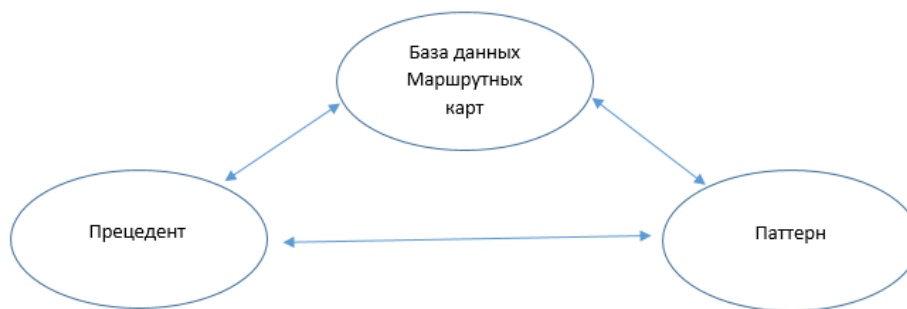 База данных
Маршрутных
карт
Прецедент
Паттерн